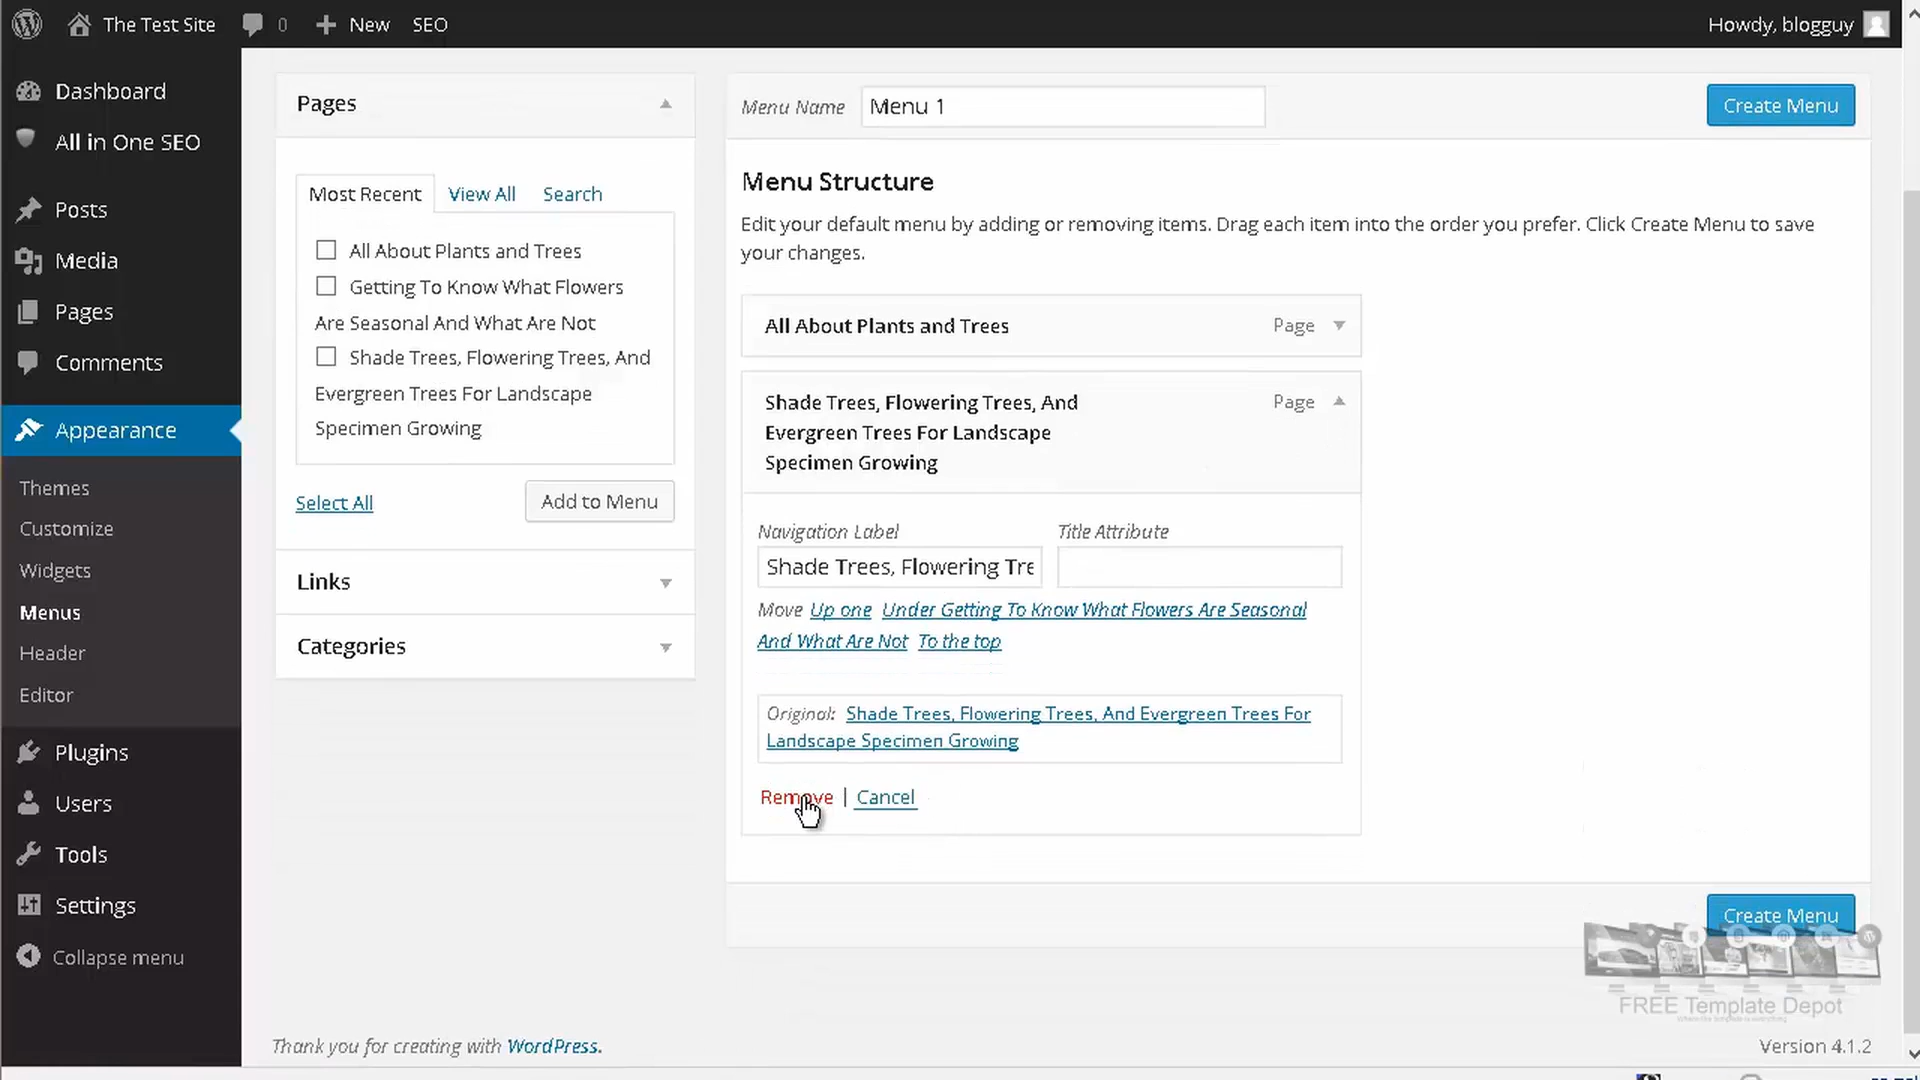 The Test Site
0
New
SEO
Howdy, blogguy
Dashboard
All in One SEO
Posts
Media
Pages
Comments
Appearance
Themes
Customize
Widgets
Menus
Header
Editor
Plugins
Users
Tools
Settings
Collapse menu
Pages
Most Recent
View All
Search
All About Plants and Trees
Getting To Know What Flowers
Are Seasonal And What Are Not
Shade Trees, Flowering Trees, And
Evergreen Trees For Landscape
Specimen Growing
Select All
Add to Menu
Links
Categories
Menu Name
Menu 1
Create Menu
Menu Structure
Edit your default menu by adding or removing items. Drag each item into the order you prefer. Click Create Menu to save
your changes.
All About Plants and Trees
Page
Shade Trees, Flowering Trees, And
Evergreen Trees For Landscape
Specimen Growing
Page
Navigation Label
Title Attribute
Shade Trees, Flowering Tre
Move Up one Under Getting To Know What Flowers Are Seasonal
And What Are Not To the top
Original: Shade Trees, Flowering Trees, And Evergreen Trees For
Landscape Specimen Growing
Remove | Cancel
Create Menu
FREE Template Depot
Thank you for creating with WordPress.
Version 4.1.2